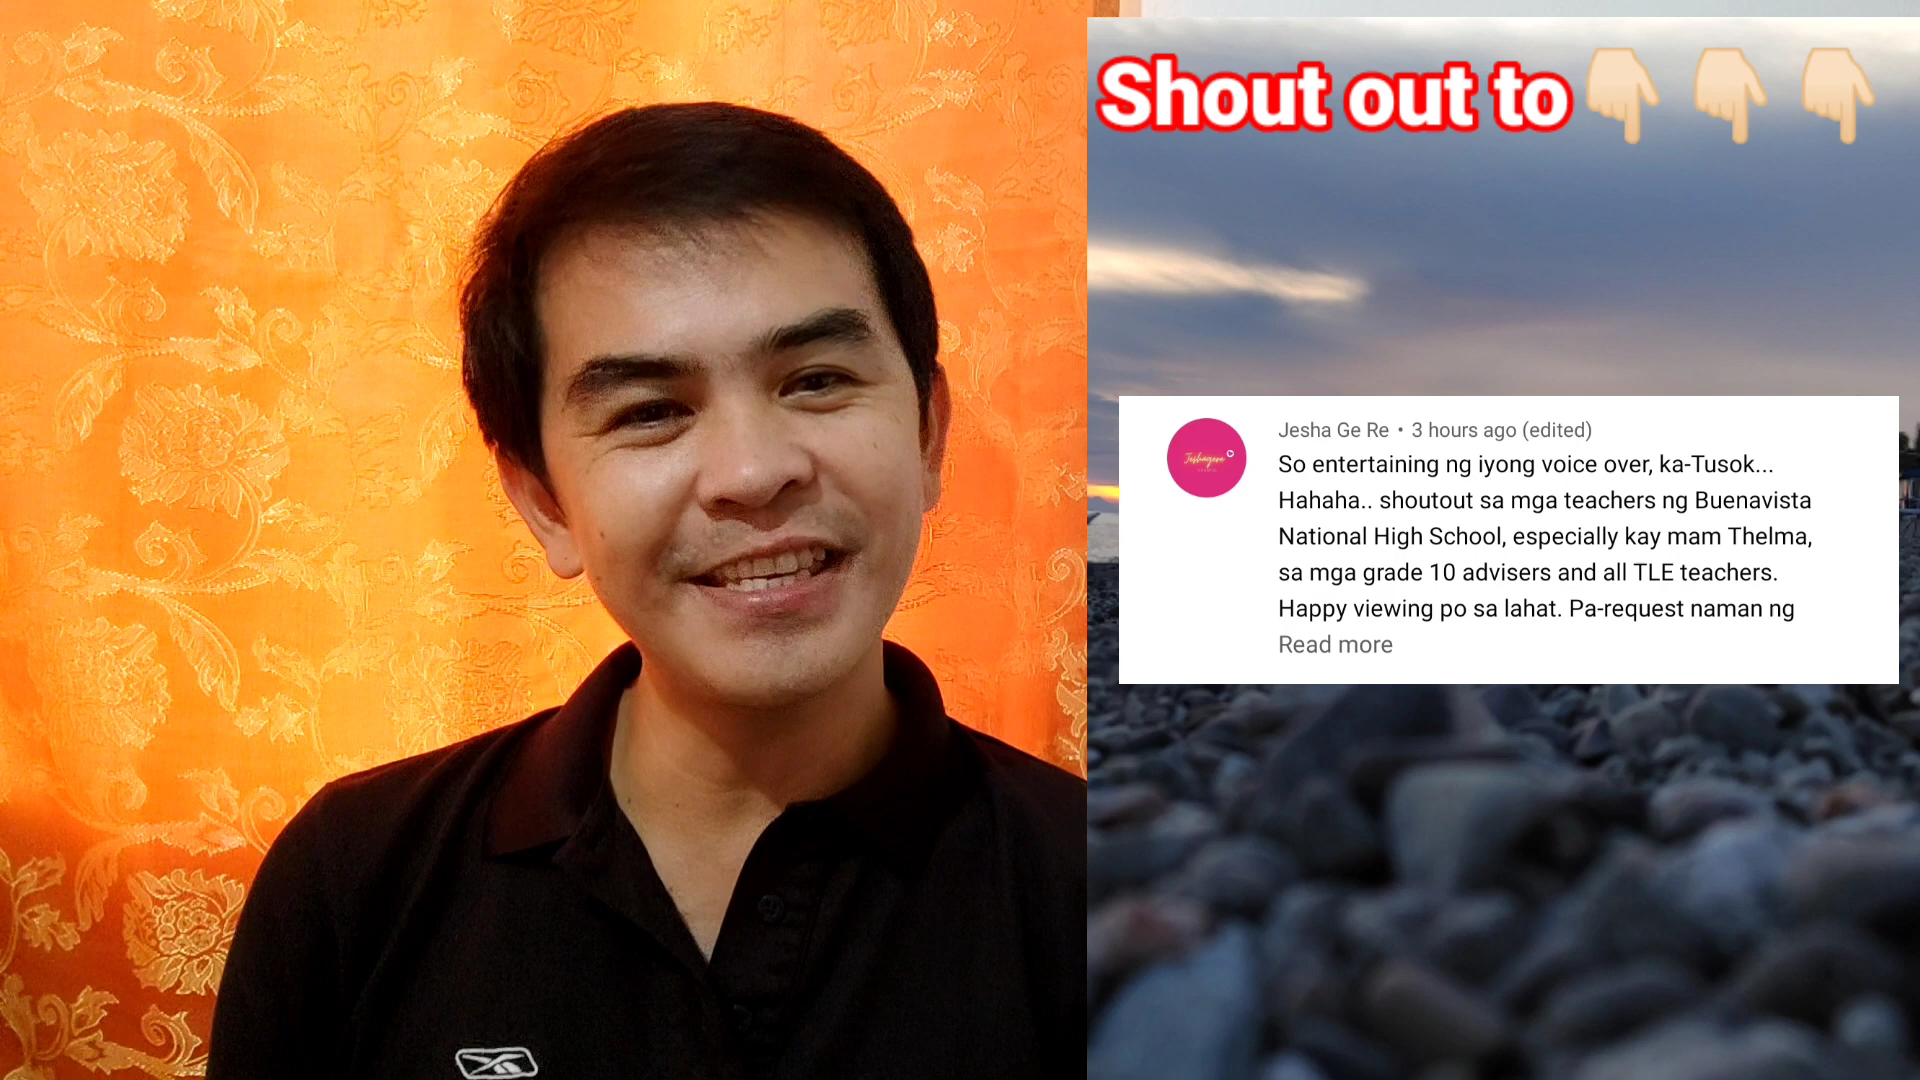 Shout out to👇🏻👇🏻👇🏻
Jesha Ge Re • 3 hours ago (edited)
So entertaining ng iyong voice over, ka-Tusok...
Hahaha.. shoutout sa mga teachers ng Buenavista
National High School, especially kay mam Thelma,
sa mga grade 10 advisers and all TLE teachers.
Happy viewing po sa lahat. Pa-request naman ng
Read more